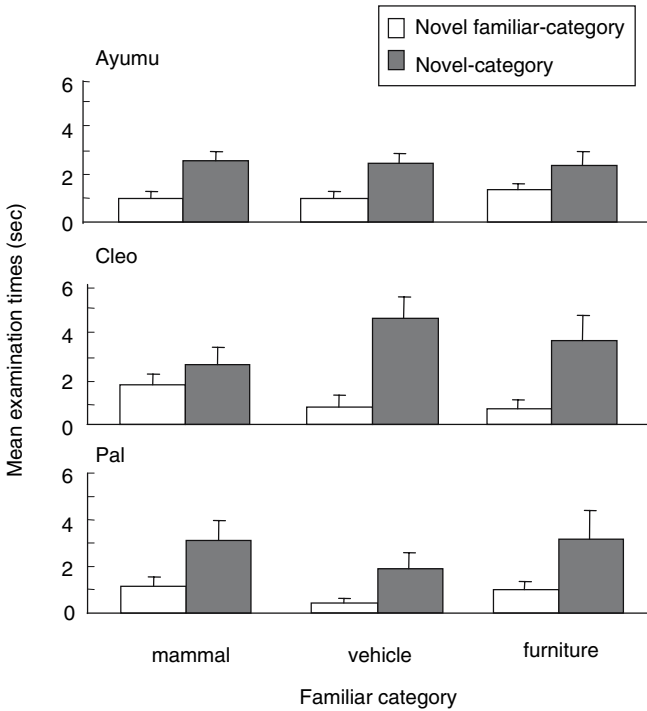 Novel familiar-category
Novel-category
Ayumu
6
4
2
0
Cleo
6
4
2
0
Pal
6
4
2
0
Mean examination times (sec)
mammal vehicle furniture
Familiar category